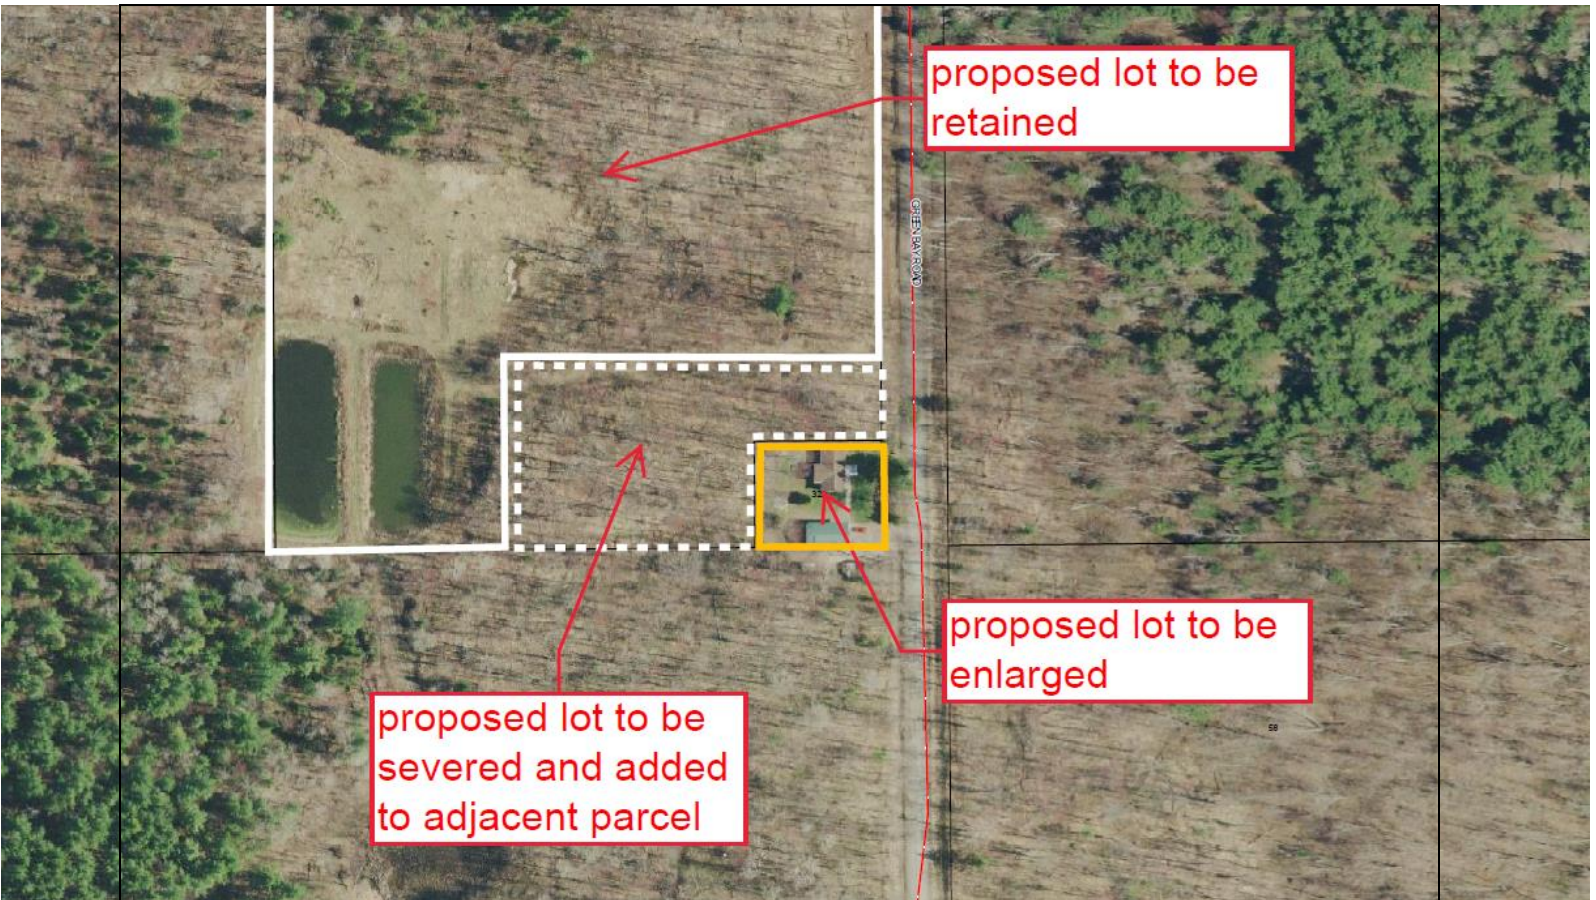 proposed lot to be
retained
GREEN BAY ROAD
proposed lot to be
enlarged
proposed lot to be
severed and added
to adjacent parcel